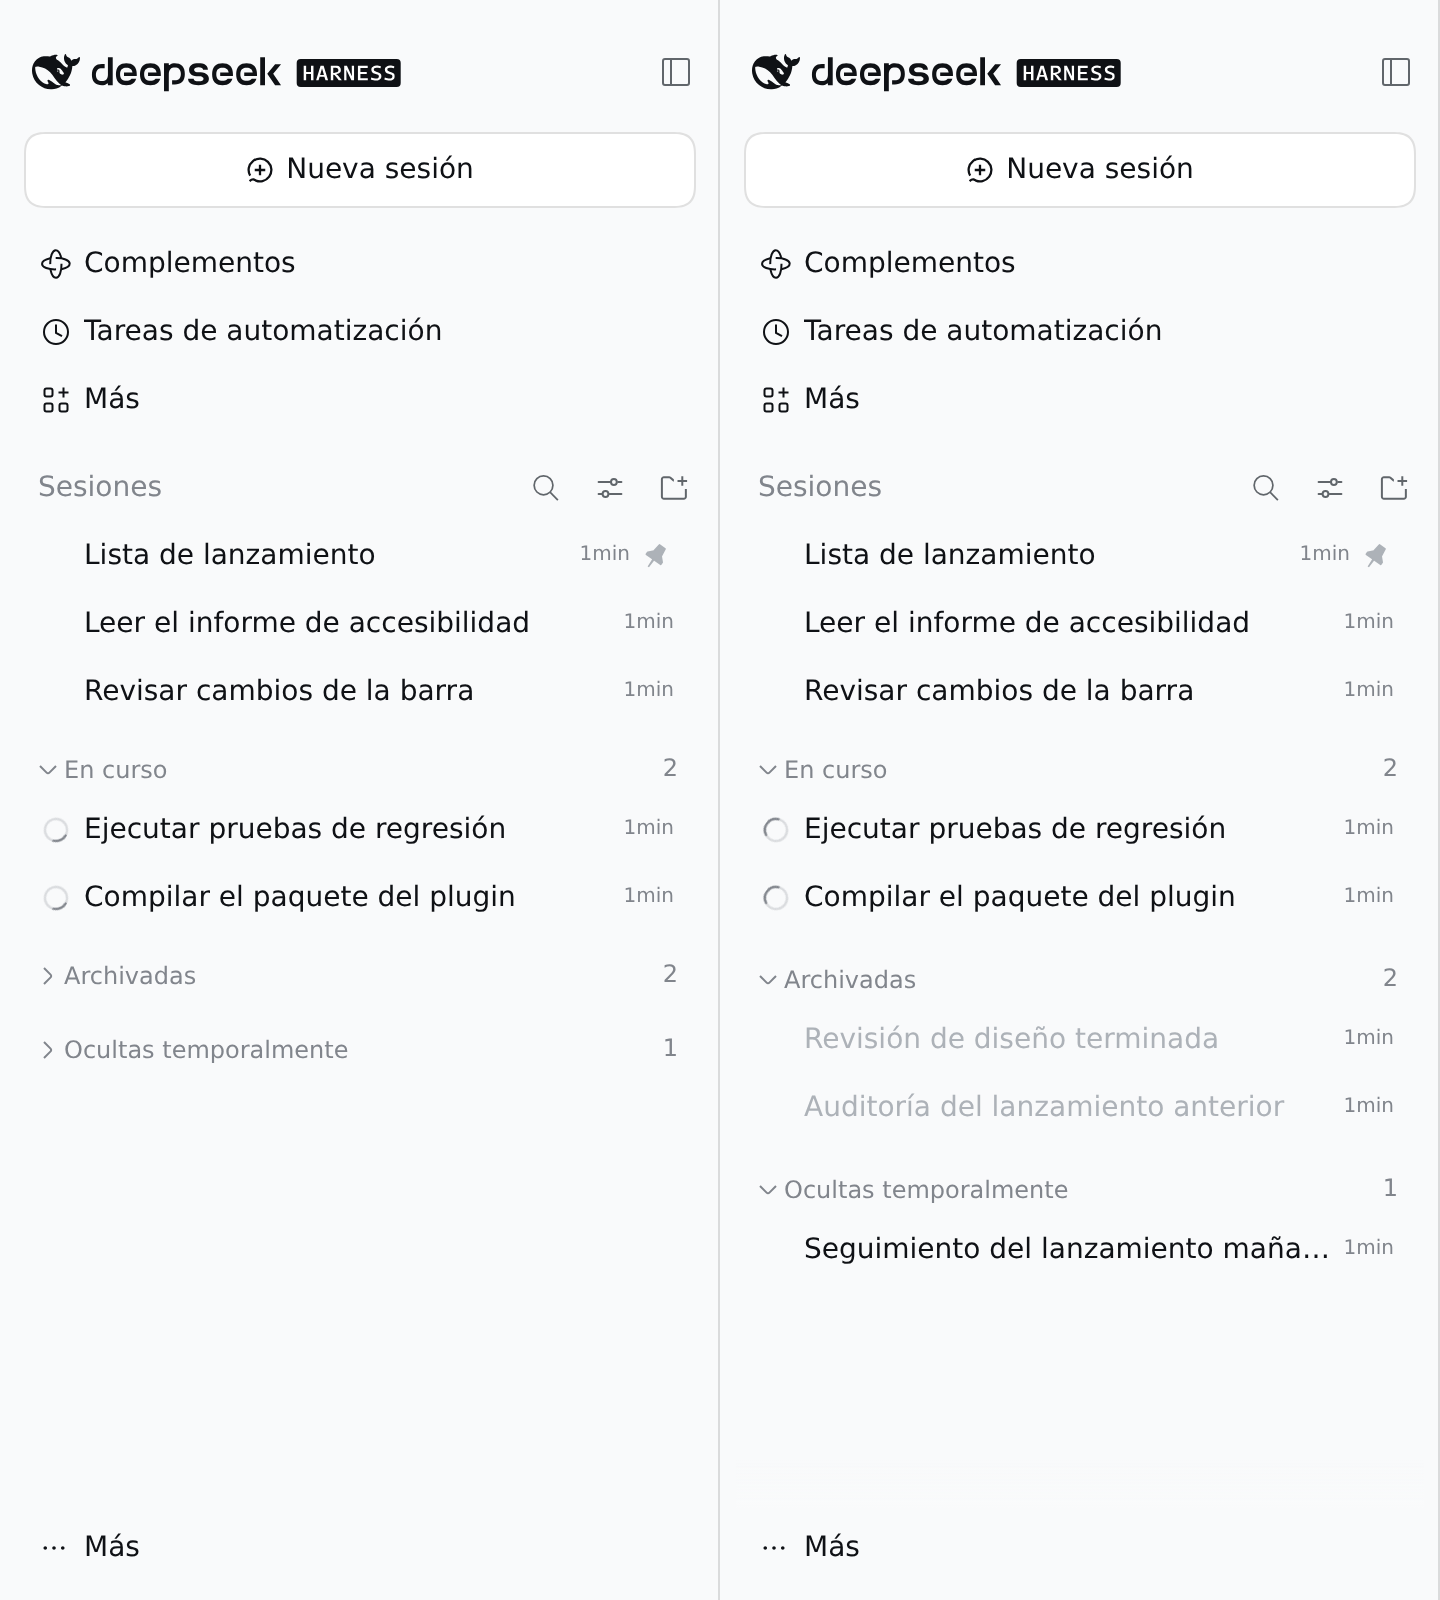 deepseek HARNESS
Nueva sesión
Complementos
Tareas de automatización
Más
Sesiones
Lista de lanzamiento 1min
Leer el informe de accesibilidad 1min
Revisar cambios de la barra 1min
En curso 2
Ejecutar pruebas de regresión 1min
Compilar el paquete del plugin 1min
Archivadas 2
Ocultas temporalmente 1
Más
deepseek HARNESS
Nueva sesión
Complementos
Tareas de automatización
Más
Sesiones
Lista de lanzamiento 1min
Leer el informe de accesibilidad 1min
Revisar cambios de la barra 1min
En curso 2
Ejecutar pruebas de regresión 1min
Compilar el paquete del plugin 1min
Archivadas 2
Revisión de diseño terminada 1min
Auditoría del lanzamiento anterior 1min
Ocultas temporalmente 1
Seguimiento del lanzamiento maña... 1min
Más